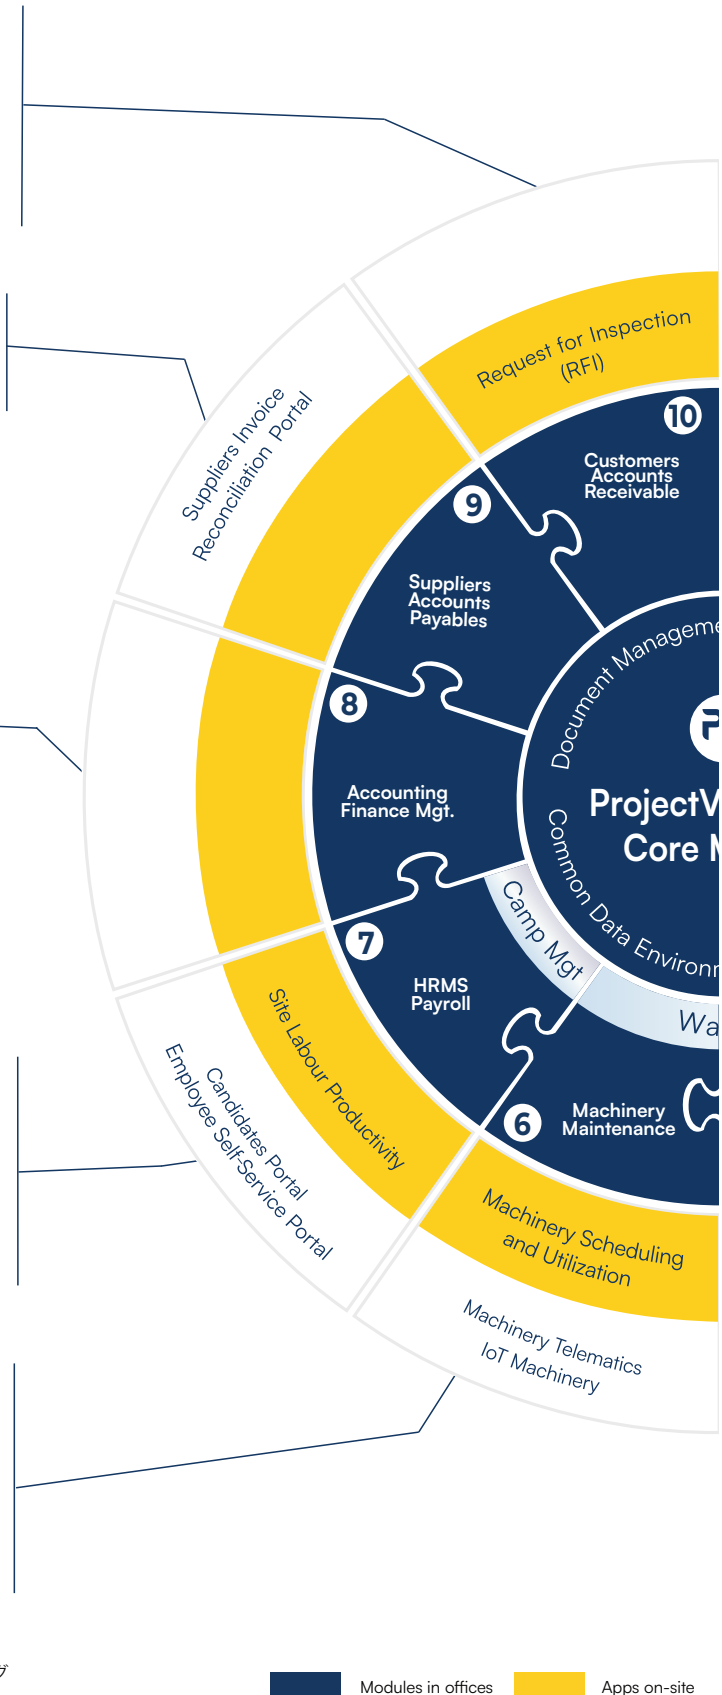 Request for Inspection
(RFI)
10
Customers
Accounts
Receivable
Suppliers Invoice
Reconciliation Portal
9
Suppliers
Accounts
Payables
8
Accounting
Finance Mgt.
Document Manageme
ProjectV
Core M
Common Data Environm
Camp Mgt
Wa
7
HRMS
Payroll
Site Labour Productivity
Candidates Portal
Employee Self-Service Portal
6
Machinery
Maintenance
Machinery Scheduling
and Utilization
Machinery Telematics
IoT Machinery
Modules in offices
Apps on-site